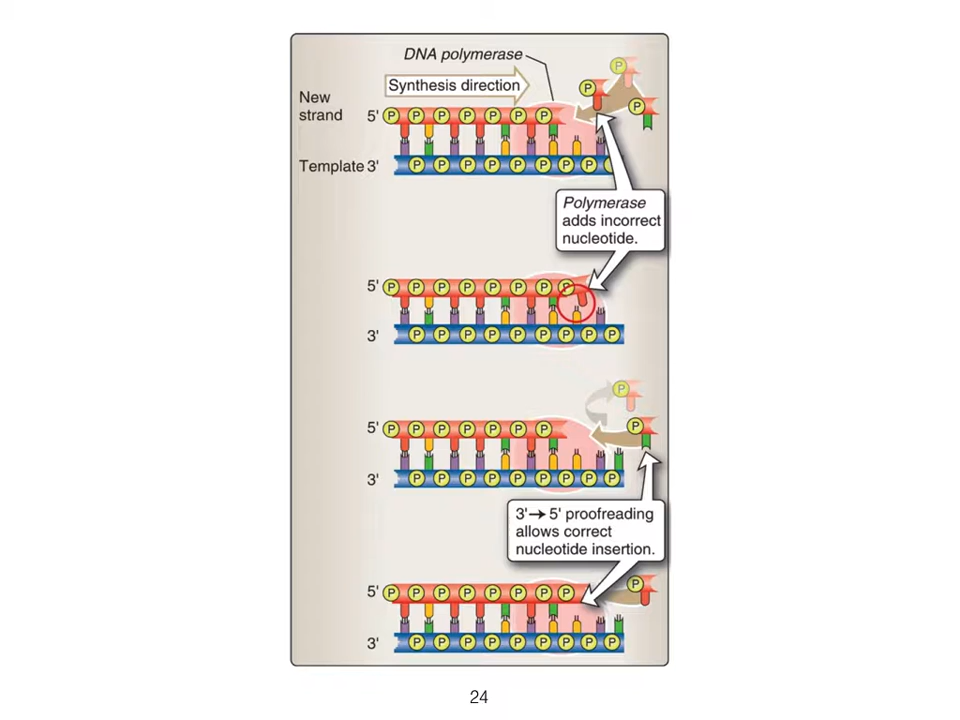 DNA polymerase
Synthesis direction
P
P
P
New
strand
5' P P P P P P P
Template 3' P P P P P P P P P
Polymerase
adds incorrect
nucleotide.
5' P P P P P P P P
3' P P P P P P P P P
P
5' P P P P P P P
P
3' P P P P P P P P P
3'→ 5' proofreading
allows correct
nucleotide insertion.
P
5' P P P P P P P P
3' P P P P P P P P P
24